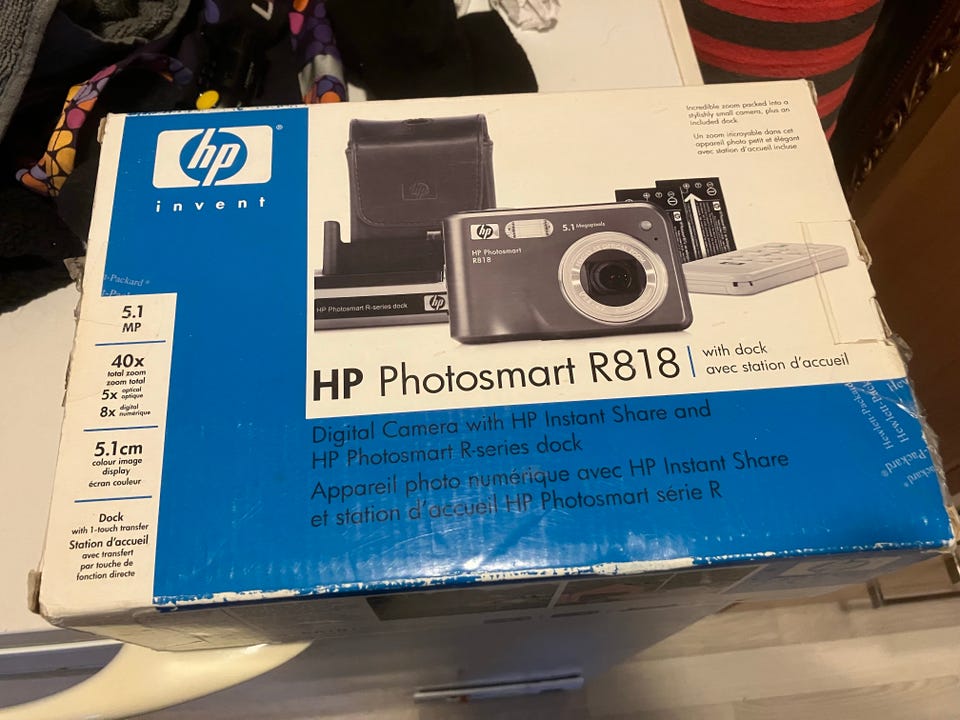 hp
invent
Incredible zoom packed into a
stylishly small camera, plus an
included dock
Un zoom incroyable dans cet
appareil photo petit et élégant
avec station d'accueil incluse
hp
5.1 Megapixels
HP Photosmart
R818
HP Photosmart R-series dock
hp
t-Packard
5.1
MP
40x
total zoom
zoom total
5x optical
optique
8x digital
numérique
5.1cm
colour image
display
écran couleur
Dock
with 1-touch transfer
Station d'accueil
avec transfert
par touche de
fonction directe
HP Photosmart R818
with dock
avec station d'accueil
Digital Camera with HP Instant Share and
HP Photosmart R-series dock
Appareil photo numérique avec HP Instant Share
et station d'accueil HP Photosmart série R
Hewlett-Packard